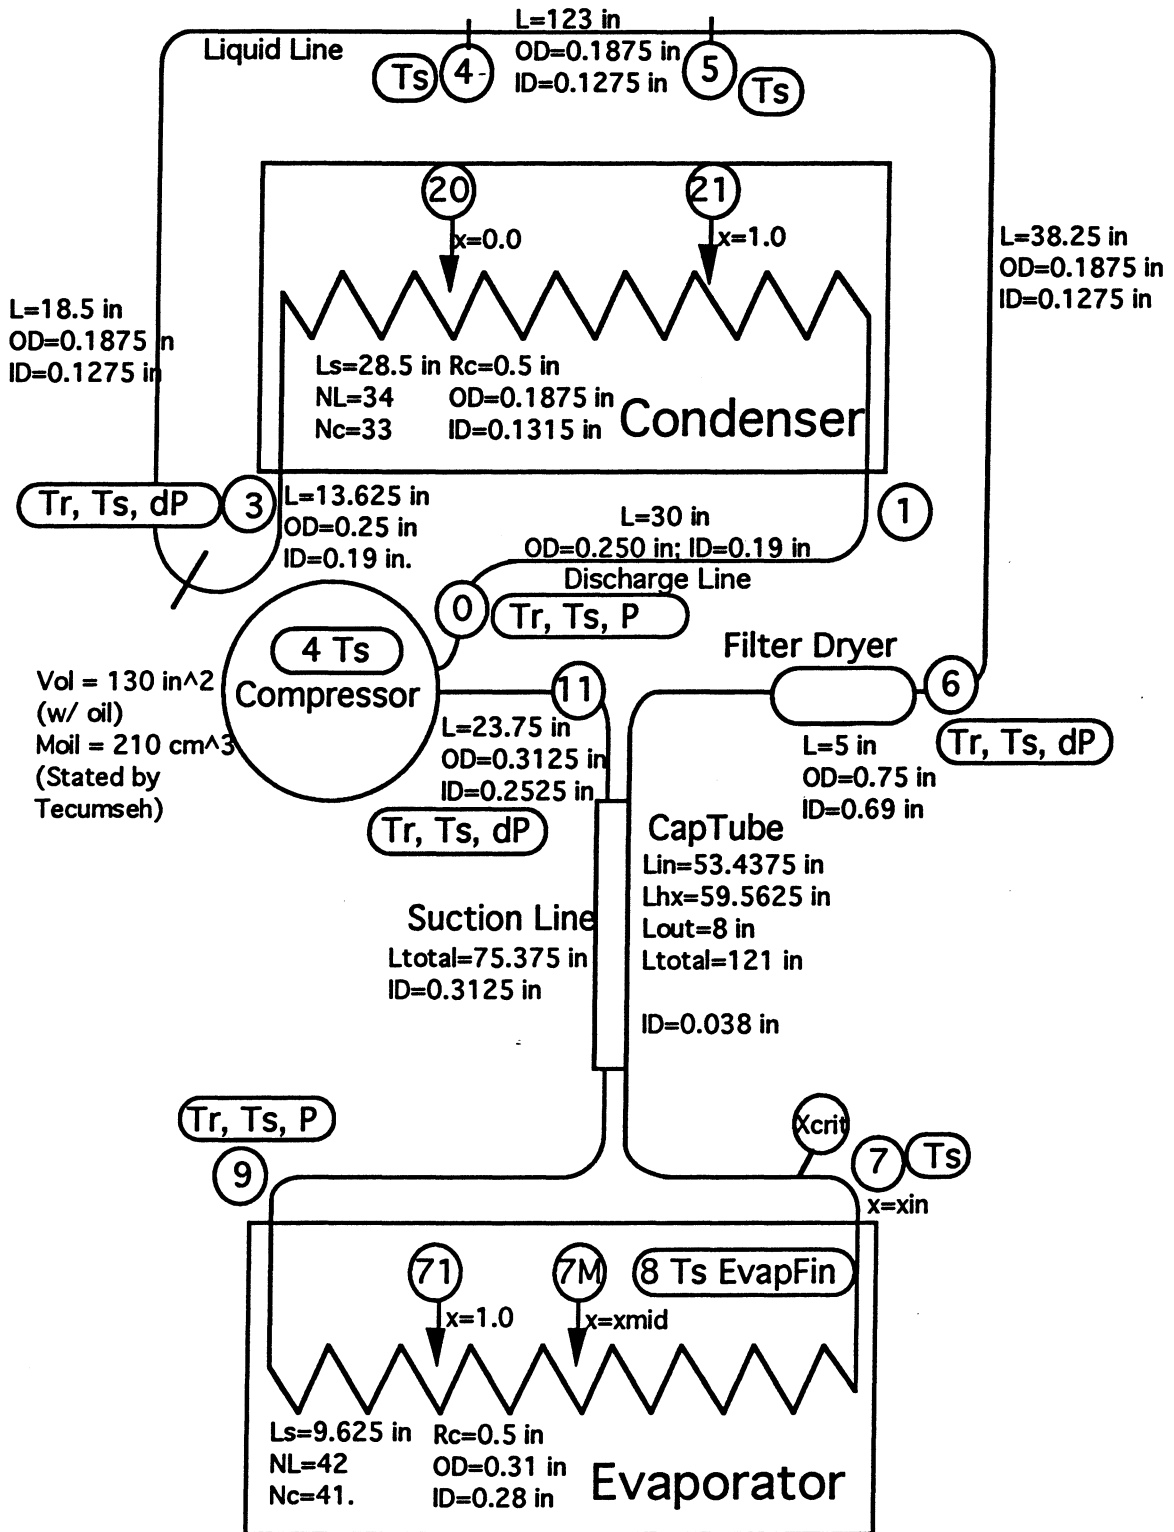 L=123 in
OD=0.1875 in
ID=0.1275 in
Liquid Line
Ts
4
5
Ts
20
21
x=0.0
x=1.0
L=38.25 in
OD=0.1875 in
ID=0.1275 in
L=18.5 in
OD=0.1875 in
ID=0.1275 in
Ls=28.5 in Rc=0.5 in
NL=34 OD=0.1875 in
Nc=33 ID=0.1315 in
Condenser
Tr, Ts, dP
3
L=13.625 in
OD=0.25 in
ID=0.19 in.
1
L=30 in
OD=0.250 in; ID=0.19 in
Discharge Line
0
Tr, Ts, P
4 Ts
Compressor
Vol = 130 in^2
(w/ oil)
Moil = 210 cm^3
(Stated by
Tecumseh)
11
L=23.75 in
OD=0.3125 in
ID=0.2525 in
Tr, Ts, dP
Filter Dryer
6
Tr, Ts, dP
L=5 in
OD=0.75 in
ID=0.69 in
CapTube
Lin=53.4375 in
Lhx=59.5625 in
Lout=8 in
Ltotal=121 in
ID=0.038 in
Suction Line
Ltotal=75.375 in
ID=0.3125 in
Tr, Ts, P
9
Xcrit
7
Ts
x=xin
71
7M
8 Ts EvapFin
x=1.0
x=xmid
Ls=9.625 in Rc=0.5 in
NL=42 OD=0.31 in
Nc=41. ID=0.28 in
Evaporator